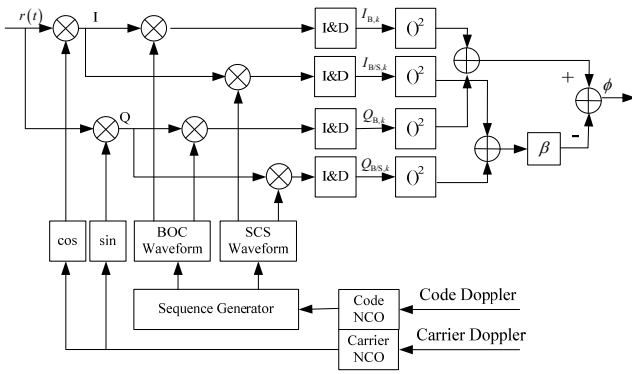 r(t)
I
I&D
I_{B,k}
()²
I&D
I_{B/S,k}
()²
+
ϕ
Q
I&D
Q_{B,k}
()²
β
-
I&D
Q_{B/S,k}
()²
cos
sin
BOC
Waveform
SCS
Waveform
Sequence Generator
Code
NCO
Code Doppler
Carrier
NCO
Carrier Doppler